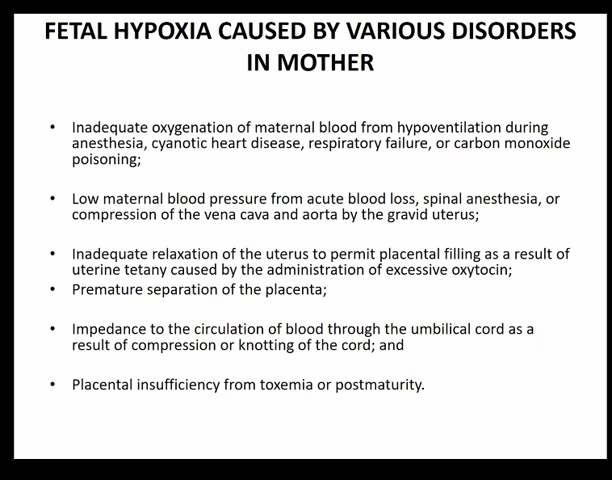 FETAL HYPOXIA CAUSED BY VARIOUS DISORDERS
IN MOTHER
• Inadequate oxygenation of maternal blood from hypoventilation during
anesthesia, cyanotic heart disease, respiratory failure, or carbon monoxide
poisoning;
• Low maternal blood pressure from acute blood loss, spinal anesthesia, or
compression of the vena cava and aorta by the gravid uterus;
• Inadequate relaxation of the uterus to permit placental filling as a result of
uterine tetany caused by the administration of excessive oxytocin;
• Premature separation of the placenta;
• Impedance to the circulation of blood through the umbilical cord as a
result of compression or knotting of the cord; and
• Placental insufficiency from toxemia or postmaturity.